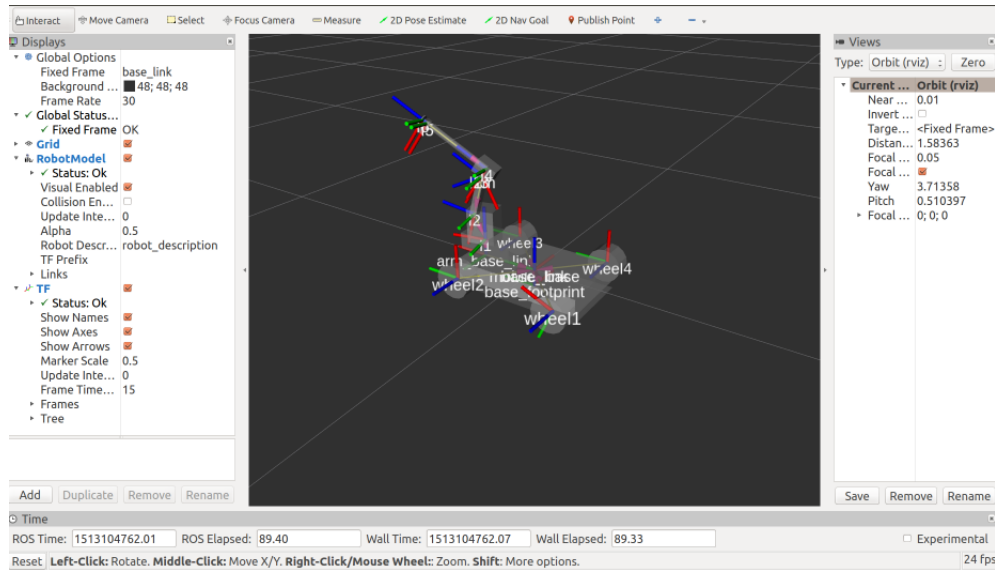 Interact Move Camera Select Focus Camera Measure 2D Pose Estimate 2D Nav Goal Publish Point
Displays
Global Options
Fixed Frame base_link
Background ... 48; 48; 48
Frame Rate 30
Global Status...
Fixed Frame OK
Grid
RobotModel
Status: Ok
Visual Enabled
Collision En...
Update Inte... 0
Alpha 0.5
Robot Descr... robot_description
TF Prefix
Links
TF
Status: Ok
Show Names
Show Axes
Show Arrows
Marker Scale 0.5
Update Inte... 0
Frame Time... 15
Frames
Tree
Add Duplicate Remove Rename
wheel3
wheel4
wheel2
base_footprint
wheel1
Views
Type: Orbit (rviz) Zero
Current ... Orbit (rviz)
Near ... 0.01
Invert ...
Targe... <Fixed Frame>
Distan... 1.58363
Focal ... 0.05
Focal ...
Yaw 3.71358
Pitch 0.510397
Focal ... 0; 0; 0
Save Remove Rename
Time
ROS Time: 1513104762.01 ROS Elapsed: 89.40 Wall Time: 1513104762.07 Wall Elapsed: 89.33 Experimental
Reset Left-Click: Rotate. Middle-Click: Move X/Y. Right-Click/Mouse Wheel:: Zoom. Shift: More options. 24 fps